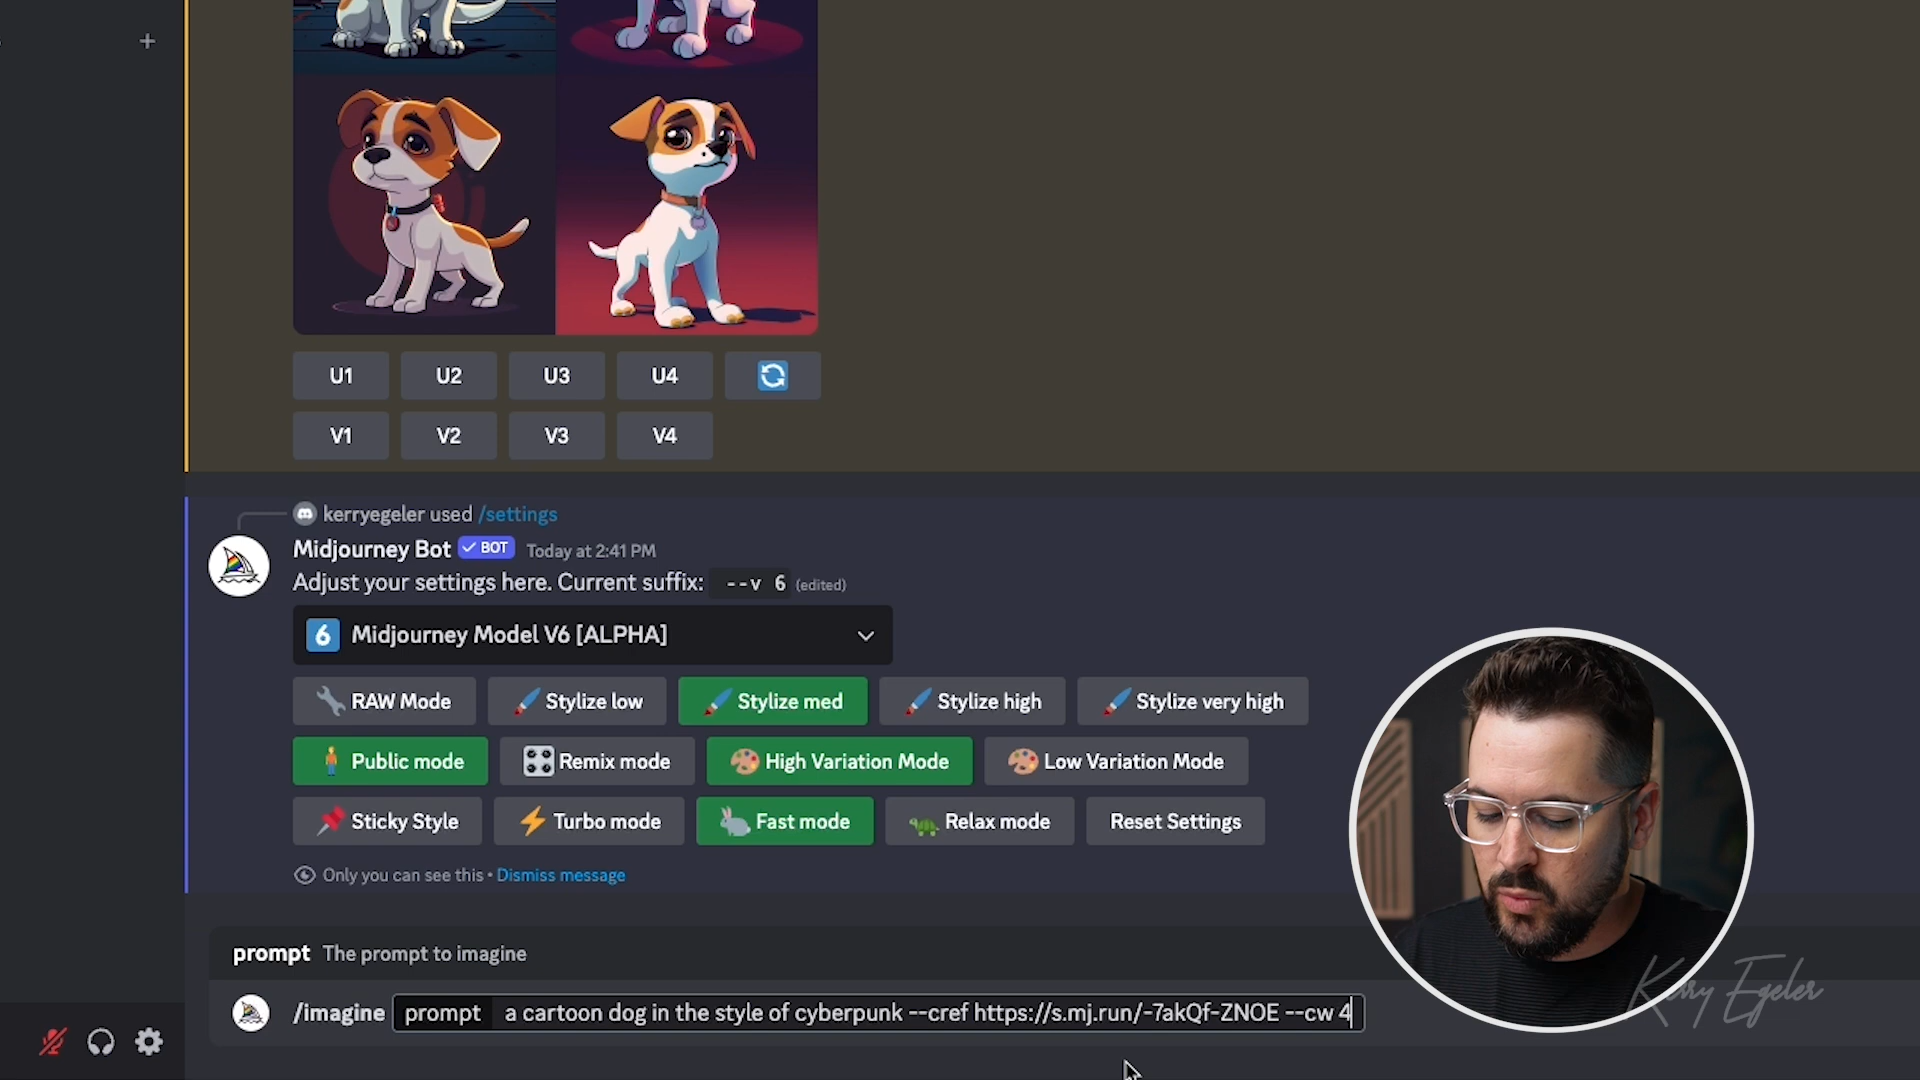 U1 U2 U3 U4
V1 V2 V3 V4
kerryegeler used /settings
Midjourney Bot BOT Today at 2:41 PM
Adjust your settings here. Current suffix: --v 6 (edited)
6 Midjourney Model V6 [ALPHA]
RAW Mode Stylize low Stylize med Stylize high Stylize very high
Public mode Remix mode High Variation Mode Low Variation Mode
Sticky Style Turbo mode Fast mode Relax mode Reset Settings
Only you can see this • Dismiss message
prompt The prompt to imagine
/imagine prompt a cartoon dog in the style of cyberpunk --cref https://s.mj.run/-7akQf-ZNOE --cw 4
Kerry Egeler